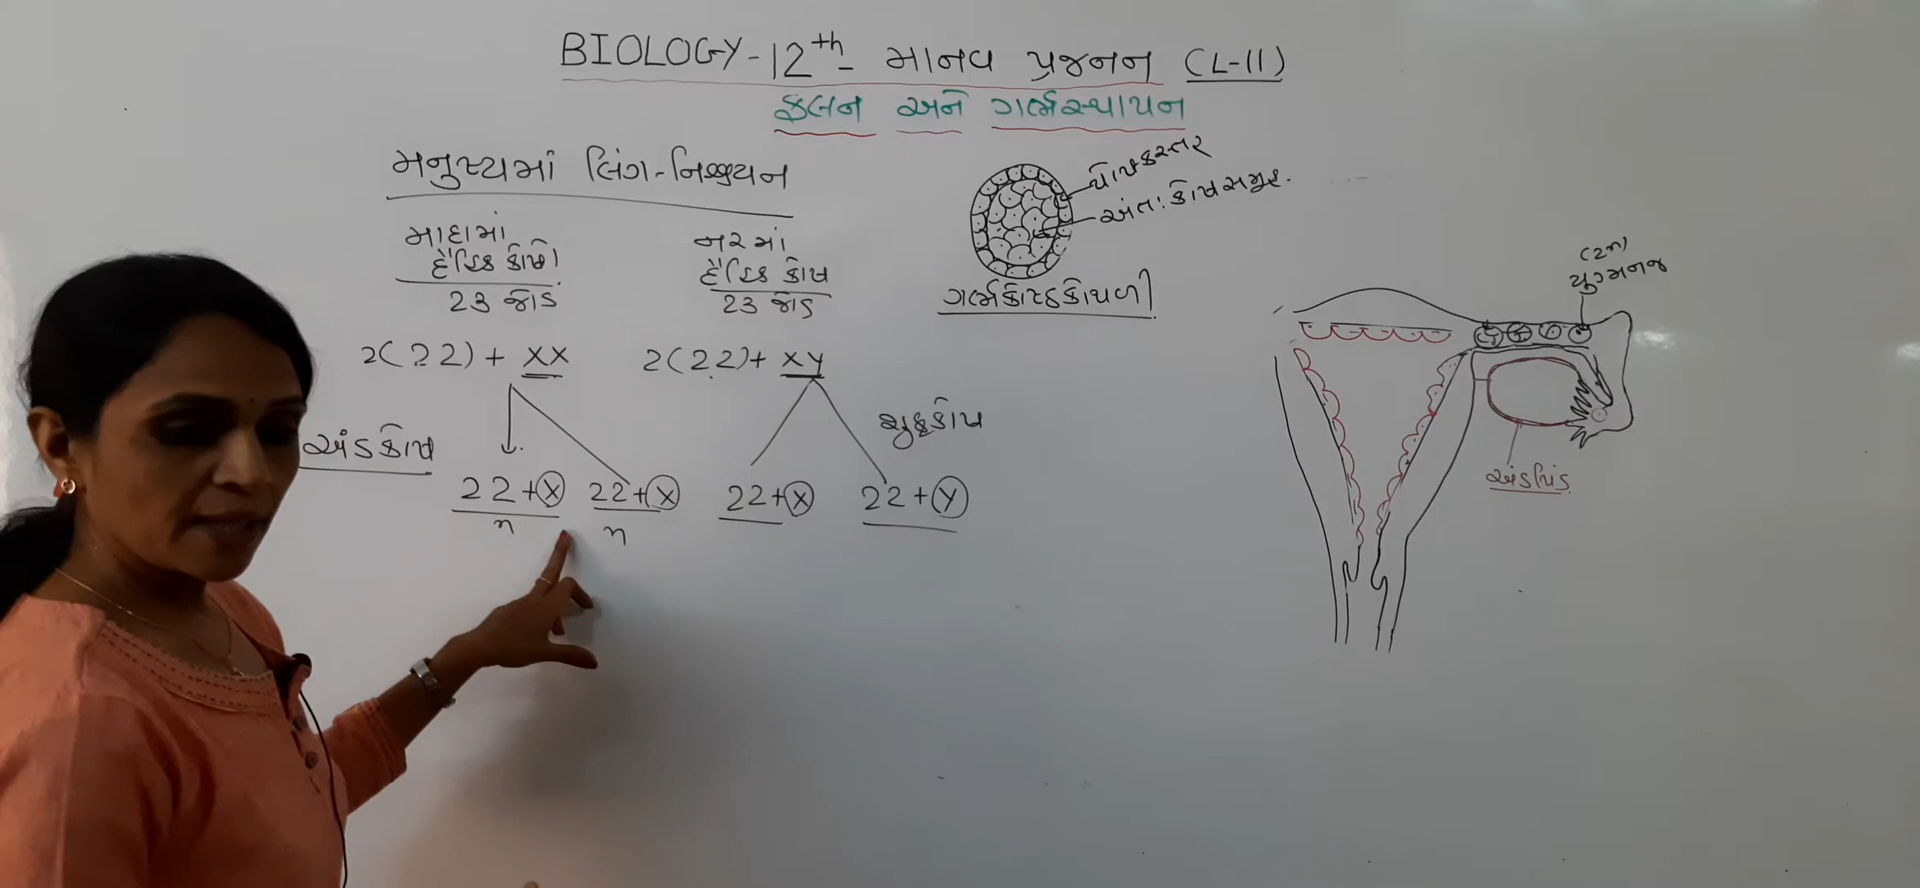 BIOLOGY - 12th માનવ પ્રજનન (L-11)
ફલન અને ગર્ભસ્થાપન
મનુષ્યમાં લિંગ-નિશ્ચયન
માદામાં
દૈહિક કોષો
23 જોડ
2(22) + XX
અંડકોષ
22+X
n
22+X
n
નરમાં
દૈહિક કોષ
23 જોડ
2(22)+ XY
શુક્રકોષ
22+X
22+Y
પોષકસ્તર
અંતઃકોષસમૂહ.
ગર્ભકોષ્ઠકોથળી
(2n)
યુગ્મનજ
અંડપિંડ